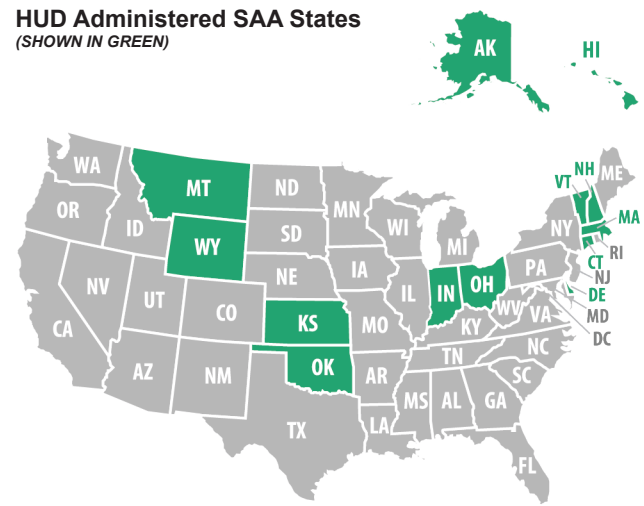 HUD Administered SAA States
(SHOWN IN GREEN)
AK
HI
WA
MT
ND
MN
VT
NH
ME
OR
ID
WY
SD
WI
MI
NY
MA
RI
CT
NV
UT
CO
NE
IA
IL
IN
OH
PA
NJ
DE
MD
DC
CA
KS
MO
KY
WV
VA
AZ
NM
OK
AR
TN
NC
SC
TX
LA
MS
AL
GA
FL